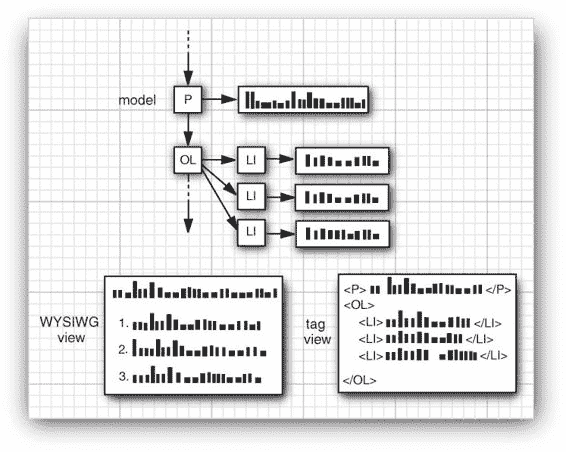 model
P
OL
LI
LI
LI
WYSIWG
view
1.
2.
3.
tag
view
<P> </P>
<OL>
<LI> </LI>
<LI> </LI>
<LI> </LI>
</OL>